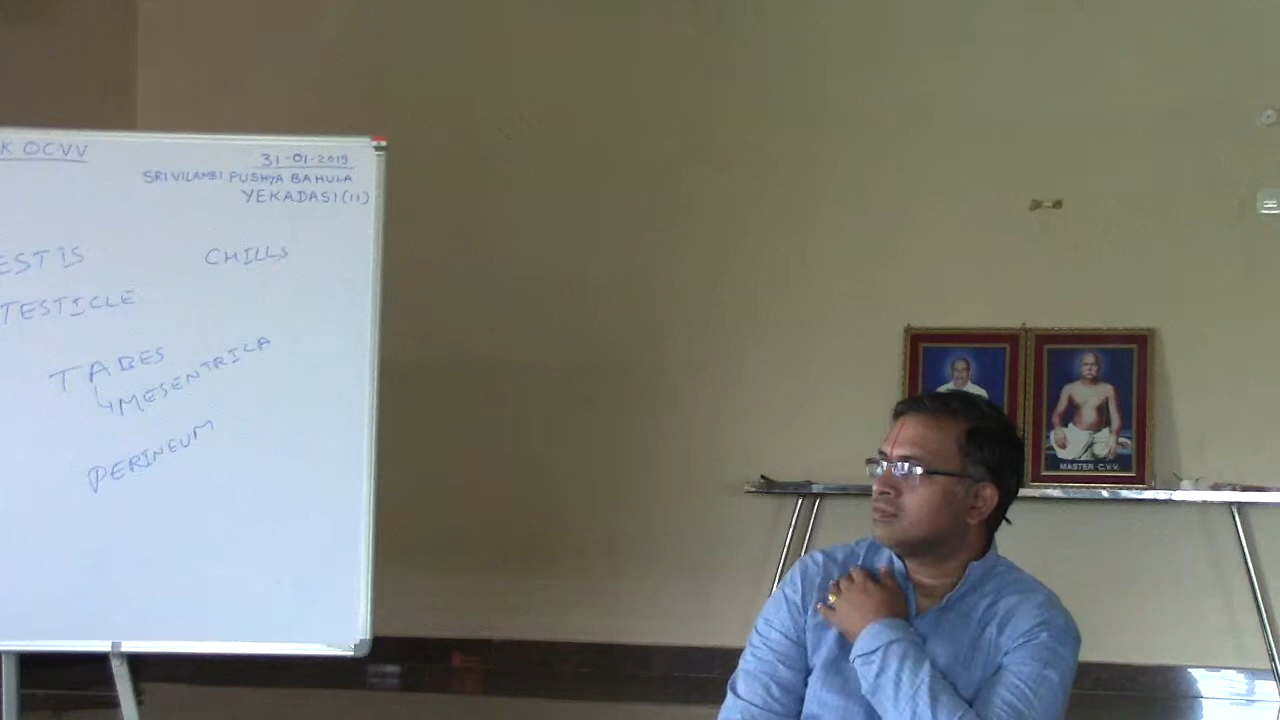 K OCVV
31-01-2019
SRI VILAMBI PUSHYA BAHULA
YEKADASI (11)
ESTIS
CHILLS
TESTICLE
TABES
MESENTRICA
PERINEUM
MASTER C.V.V.